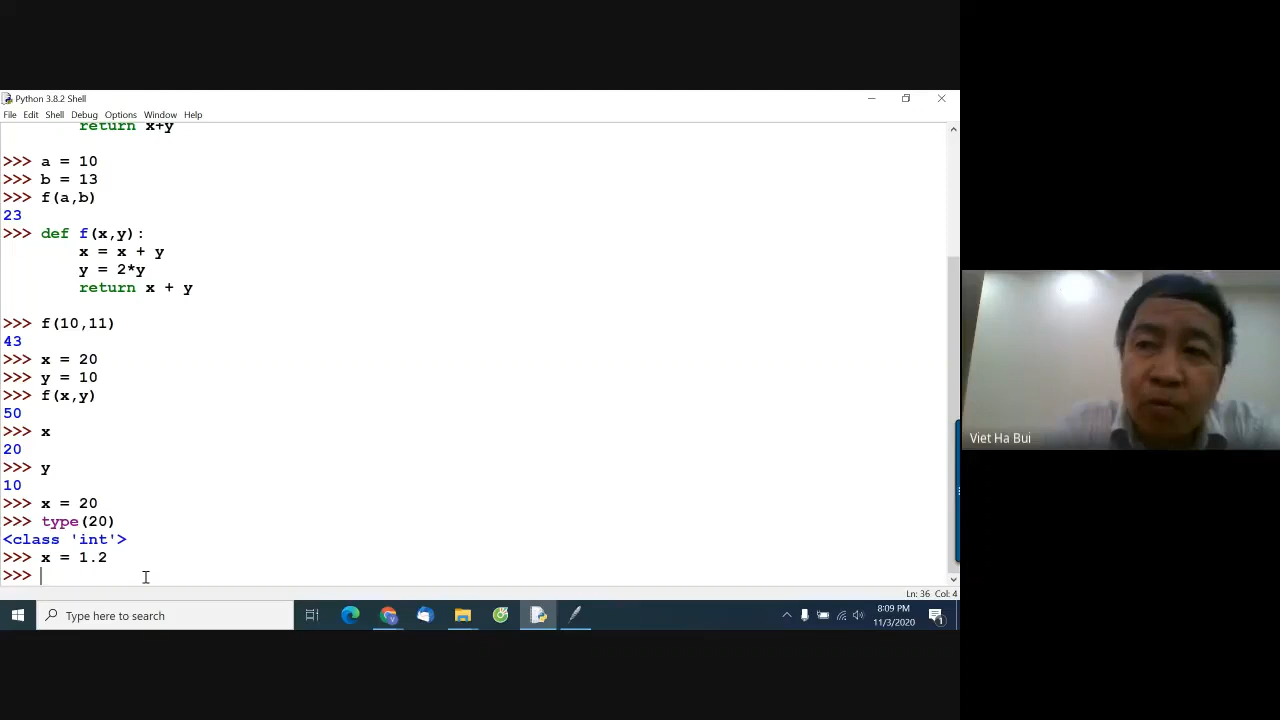 Python 3.8.2 Shell
File Edit Shell Debug Options Window Help
return x+y
>>> a = 10
>>> b = 13
>>> f(a,b)
23
>>> def f(x,y):
x = x + y
y = 2*y
return x + y
>>> f(10,11)
43
>>> x = 20
>>> y = 10
>>> f(x,y)
50
>>> x
20
>>> y
10
>>> x = 20
>>> type(20)
<class 'int'>
>>> x = 1.2
>>>
Ln: 36 Col: 4
Viet Ha Bui
Type here to search
8:09 PM
11/3/2020
1